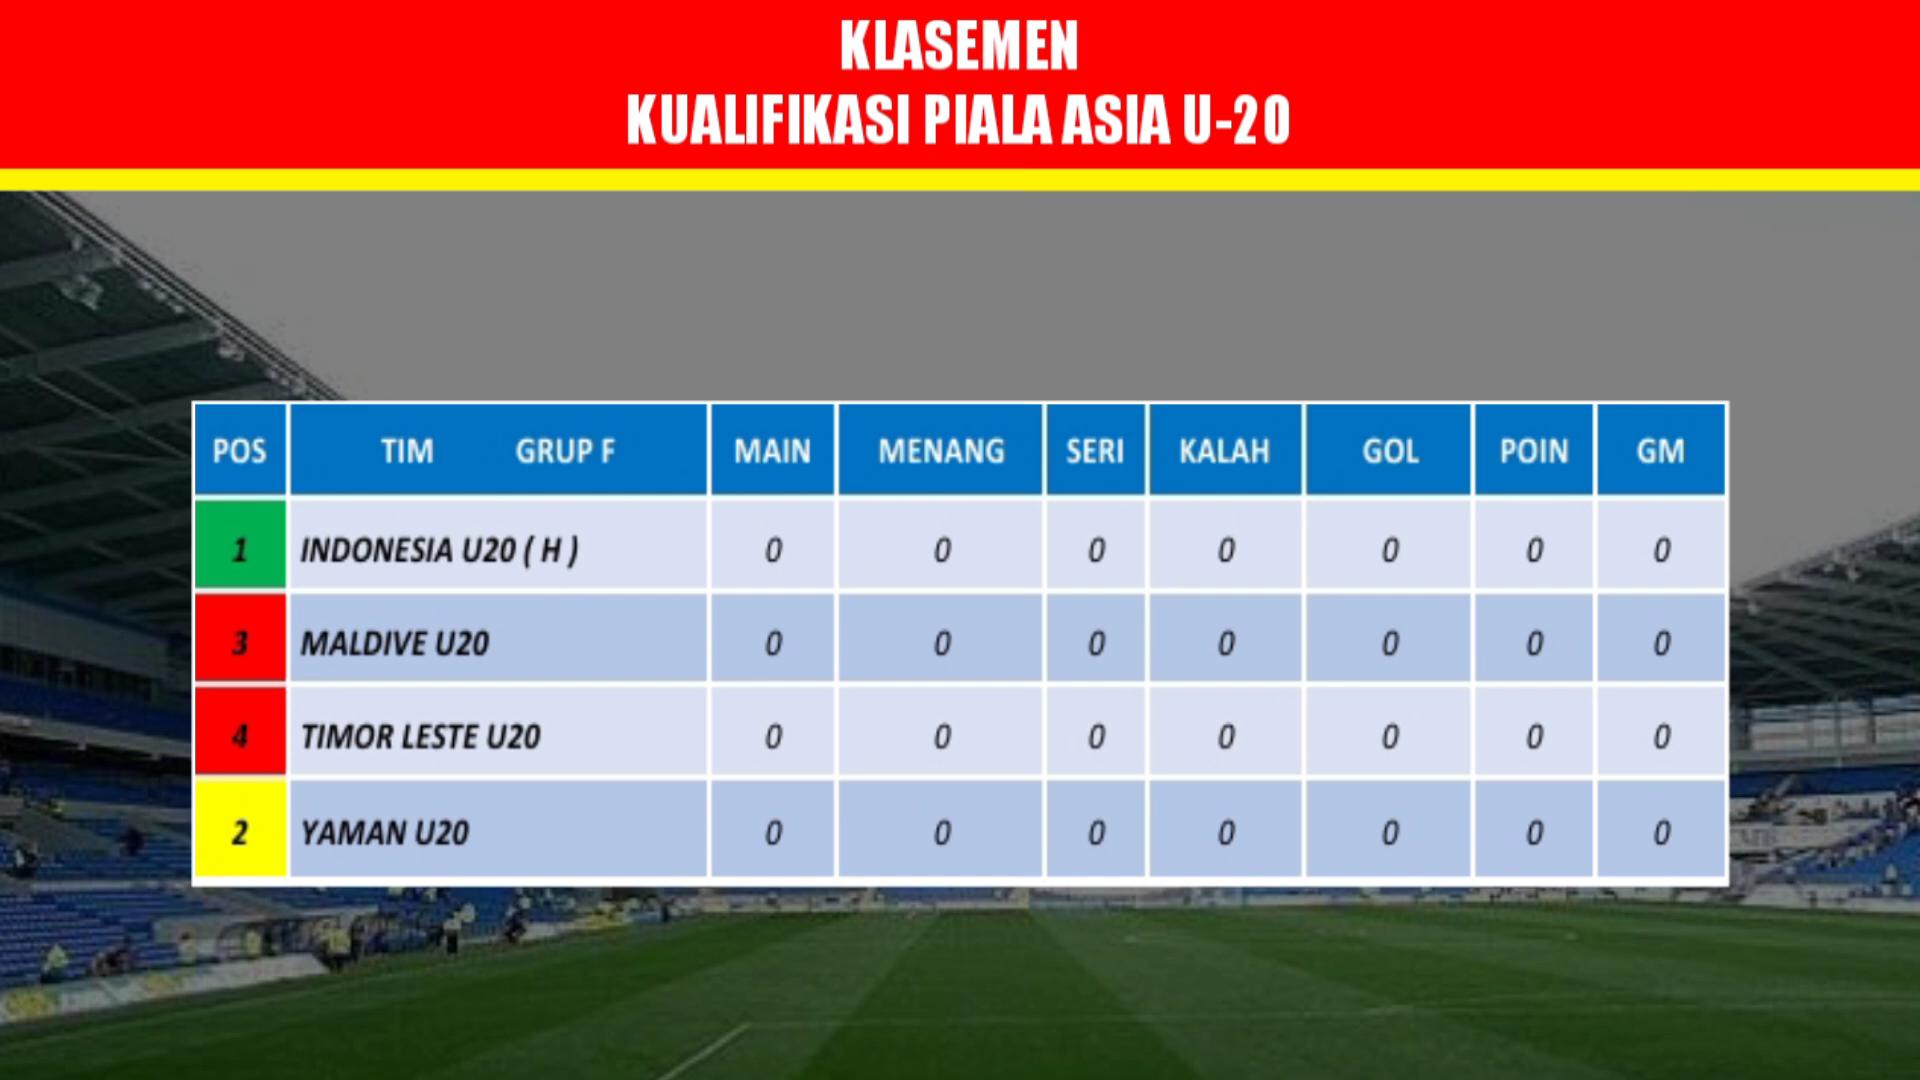 KLASEMEN
KUALIFIKASI PIALA ASIA U-20
POS TIM GRUP F MAIN MENANG SERI KALAH GOL POIN GM
1 INDONESIA U20 ( H ) 0 0 0 0 0 0 0
3 MALDIVE U20 0 0 0 0 0 0 0
4 TIMOR LESTE U20 0 0 0 0 0 0 0
2 YAMAN U20 0 0 0 0 0 0 0